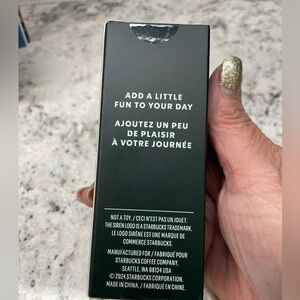 ADD A LITTLE
FUN TO YOUR DAY
AJOUTEZ UN PEU
DE PLAISIR
À VOTRE JOURNÉE
NOT A TOY. / CECI N'EST PAS UN JOUET.
THE SIREN LOGO IS A STARBUCKS TRADEMARK.
LE LOGO SIRÈNE EST UNE MARQUE DE
COMMERCE STARBUCKS.
MANUFACTURED FOR / FABRIQUÉ POUR
STARBUCKS COFFEE COMPANY,
SEATTLE, WA 98134 USA
© 2024 STARBUCKS CORPORATION.
MADE IN CHINA. / FABRIQUÉ EN CHINE.